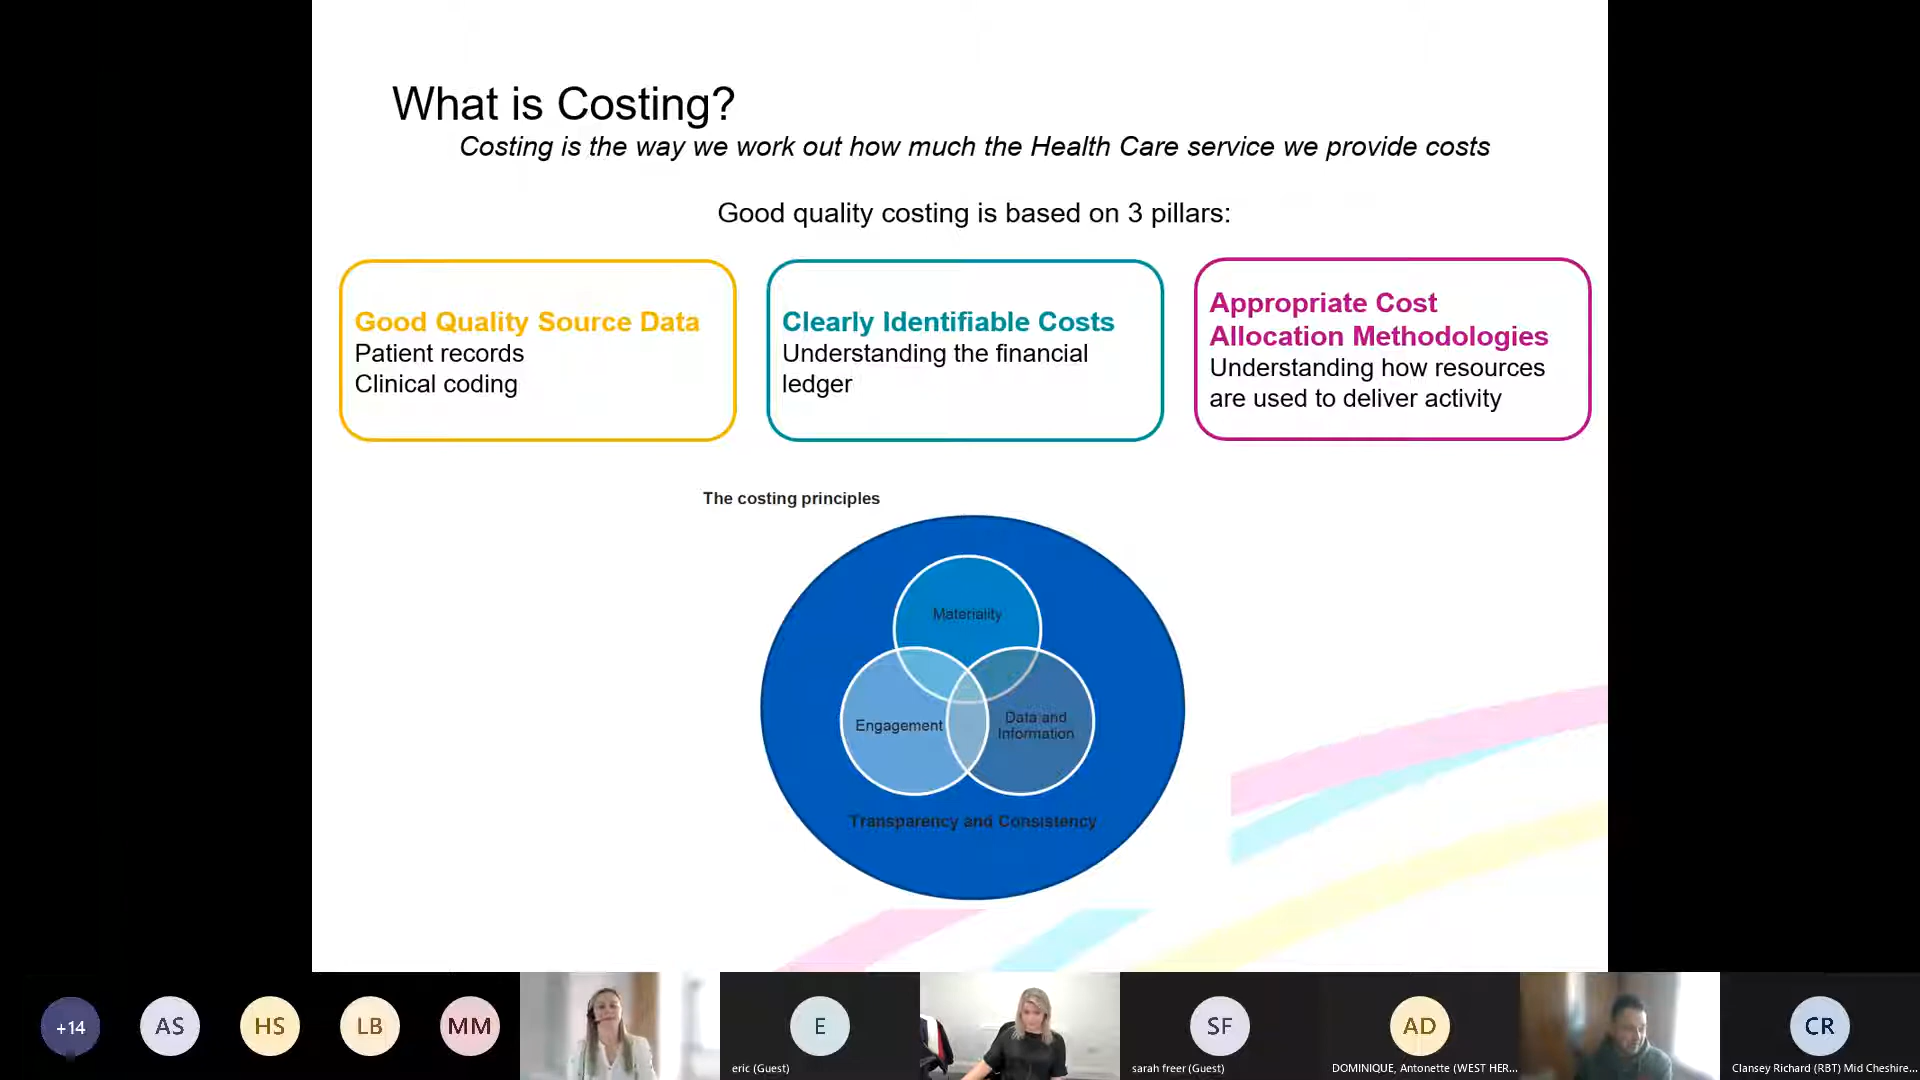 What is Costing?
Costing is the way we work out how much the Health Care service we provide costs
Good quality costing is based on 3 pillars:
Good Quality Source Data
Patient records
Clinical coding
Clearly Identifiable Costs
Understanding the financial
ledger
Appropriate Cost
Allocation Methodologies
Understanding how resources
are used to deliver activity
The costing principles
Materiality
Engagement
Data and
Information
Transparency and Consistency
+14
AS
HS
LB
MM
E
eric (Guest)
SF
sarah freer (Guest)
AD
DOMINIQUE, Antonette (WEST HER...
CR
Clansey Richard (RBT) Mid Cheshire...